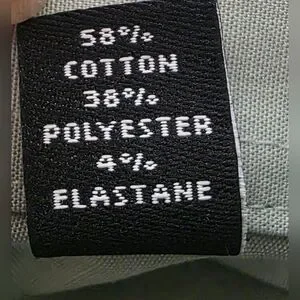 58%
COTTON
38%
POLYESTER
4%
ELASTANE